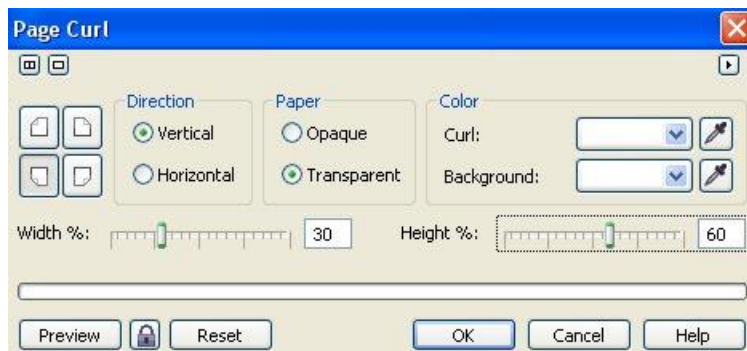 Page Curl
Direction Paper Color
Vertical Opaque Curl:
Horizontal Transparent Background:
Width %: 30 Height %: 60
Preview Reset OK Cancel Help